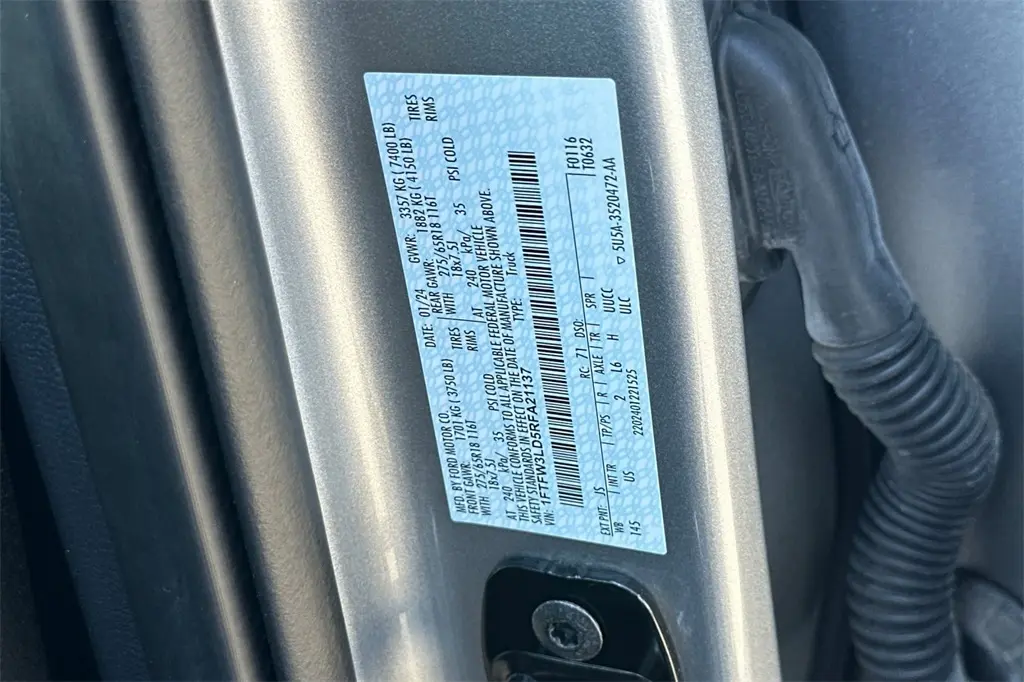 MFD. BY FORD MOTOR CO.
DATE: 01/24
GWVR: 3357 KG ( 7400 LB)
FRONT GAWR: 1701 KG ( 3750 LB)
REAR GAWR: 1882 KG ( 4150 LB)
WITH 275/65R18 116T TIRES
WITH 275/65R18 116T TIRES
18x7.5J RIMS
18x7.5J RIMS
AT 240 kPa/ 35 PSI COLD
AT 240 kPa/ 35 PSI COLD
THIS VEHICLE CONFORMS TO ALL APPLICABLE FEDERAL MOTOR VEHICLE
SAFETY STANDARDS IN EFFECT ON THE DATE OF MANUFACTURE SHOWN ABOVE.
VIN: 1FTFW3LD5RFA21137
TYPE: Truck
F0116
T0632
EXT PNT: JS RC: 71 DSO:
WB INT TR TP/PS R AXLE TR SPR
145 US 2 L6 H UUCC
ULC
2202401221525
▽ 5U5A-3520472-AA